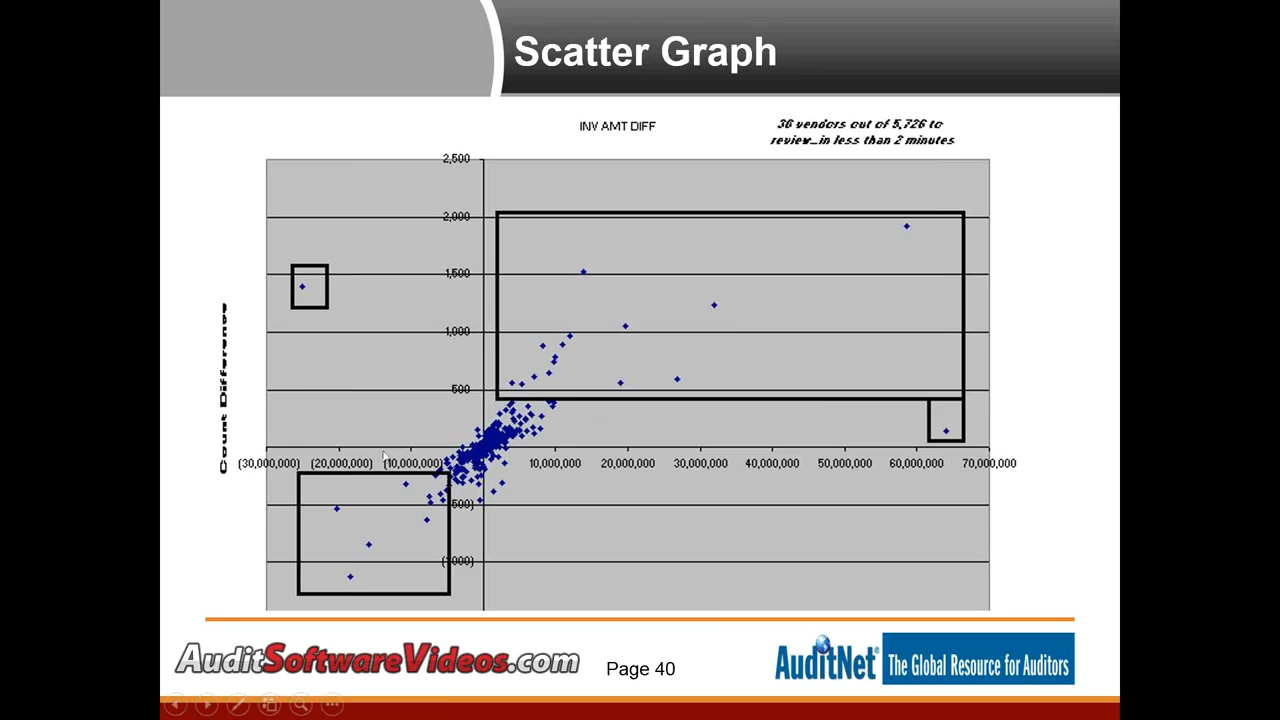 Scatter Graph
INV AMT DIFF
36 vendors out of 5,726 to
review...in less than 2 minutes
2,500
2,000
1,500
1,000
500
Count Difference
(30,000,000) (20,000,000) (10,000,000) 10,000,000 20,000,000 30,000,000 40,000,000 50,000,000 60,000,000 70,000,000
(500)
(1,000)
AuditSoftwareVideos.com
Page 40
AuditNet® The Global Resource for Auditors